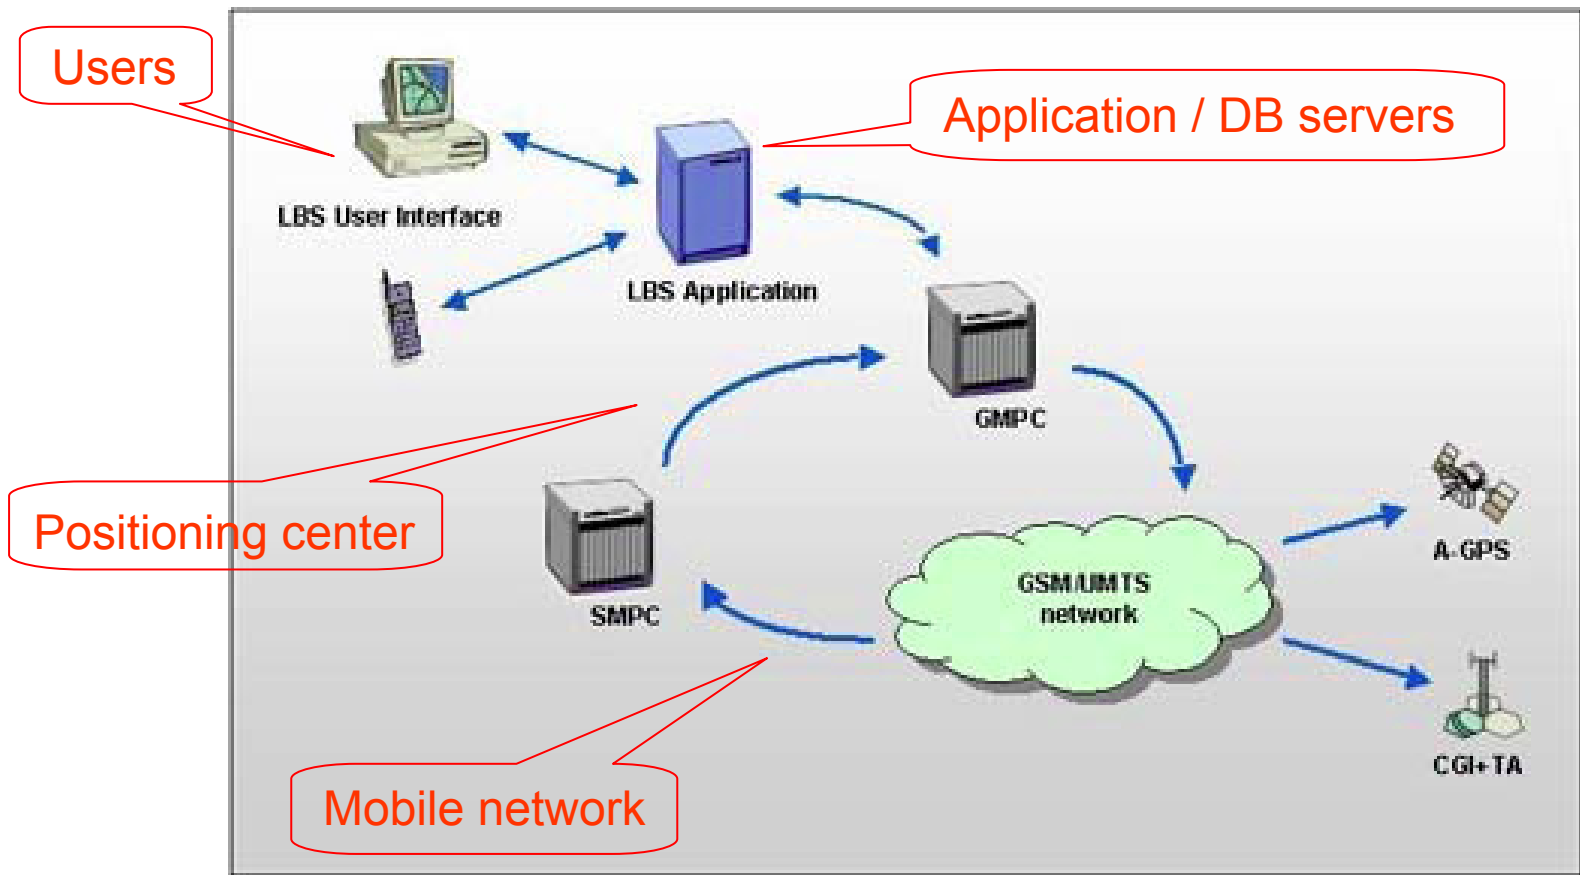 Users
Application / DB servers
LBS User Interface
LBS Application
GMPC
Positioning center
A-GPS
GSM/UMTS
network
SMPC
CGI+TA
Mobile network